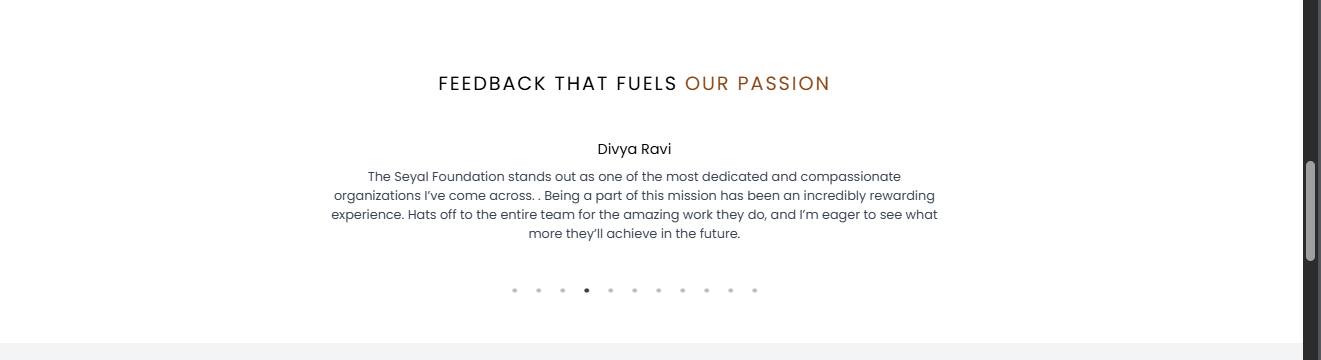 FEEDBACK THAT FUELS OUR PASSION
Divya Ravi
The Seyal Foundation stands out as one of the most dedicated and compassionate
organizations I’ve come across. . Being a part of this mission has been an incredibly rewarding
experience. Hats off to the entire team for the amazing work they do, and I’m eager to see what
more they’ll achieve in the future.